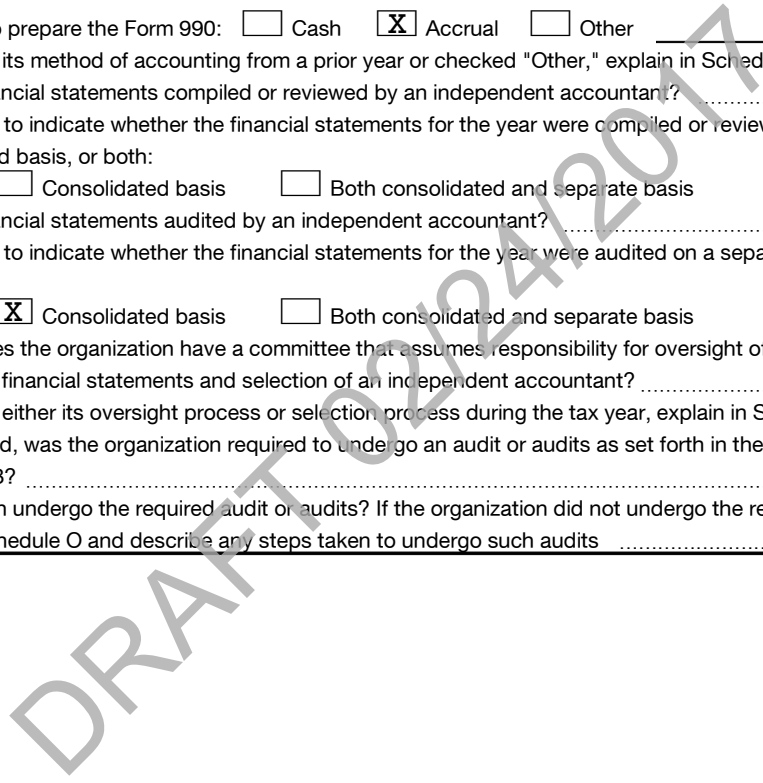 prepare the Form 990: Cash X Accrual Other
its method of accounting from a prior year or checked "Other," explain in Sched
ncial statements compiled or reviewed by an independent accountant?
to indicate whether the financial statements for the year were compiled or review
d basis, or both:
Consolidated basis Both consolidated and separate basis
ncial statements audited by an independent accountant?
to indicate whether the financial statements for the year were audited on a sepa
X Consolidated basis Both consolidated and separate basis
es the organization have a committee that assumes responsibility for oversight of
financial statements and selection of an independent accountant?
either its oversight process or selection process during the tax year, explain in S
d, was the organization required to undergo an audit or audits as set forth in the
3?
n undergo the required audit or audits? If the organization did not undergo the re
hedule O and describe any steps taken to undergo such audits
DRAFT 02/24/2017